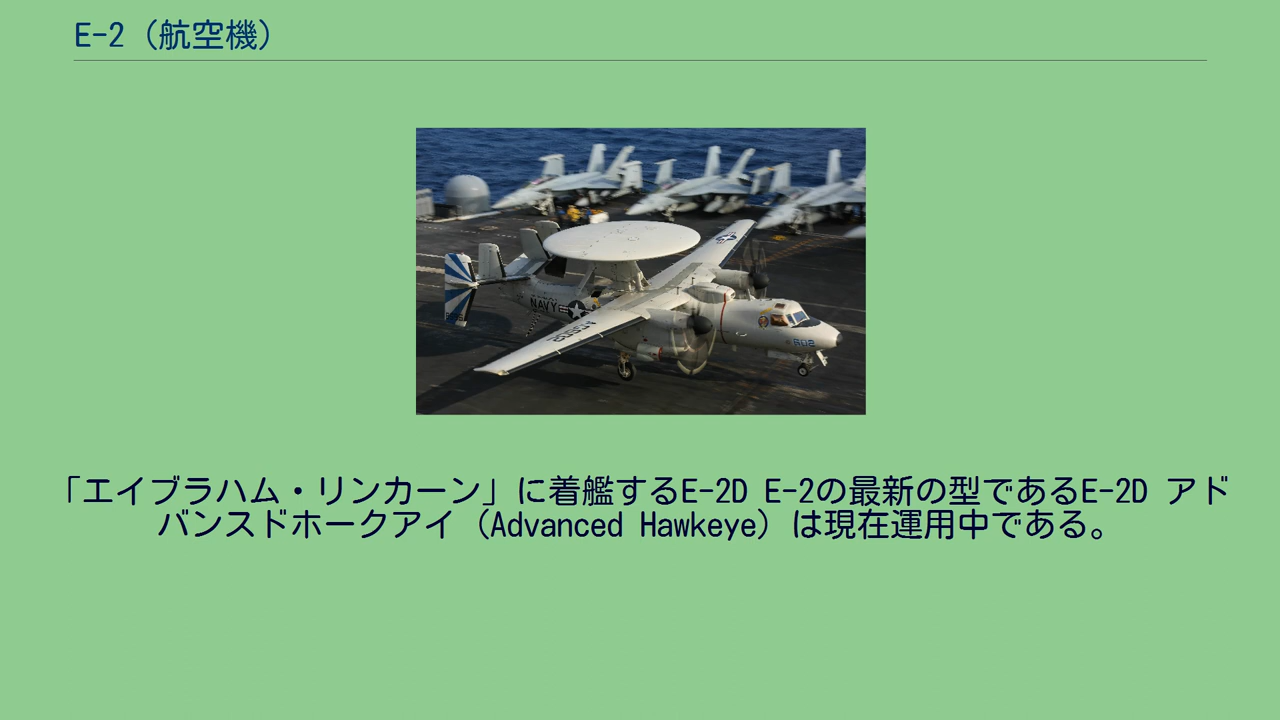 E-2（航空機）
NAVY
602
「エイブラハム・リンカーン」に着艦するE-2D E-2の最新の型であるE-2D アド
バンスドホークアイ（Advanced Hawkeye）は現在運用中である。